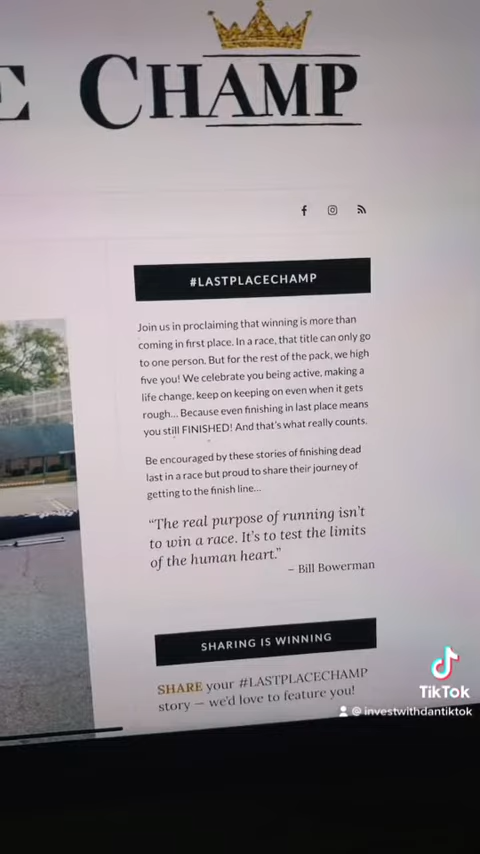 E CHAMP
#LASTPLACECHAMP
Join us in proclaiming that winning is more than
coming in first place. In a race, that title can only go
to one person. But for the rest of the pack, we high
five you! We celebrate you being active, making a
life change, keep on keeping on even when it gets
rough... Because even finishing in last place means
you still FINISHED! And that's what really counts.
Be encouraged by these stories of finishing dead
last in a race but proud to share their journey of
getting to the finish line...
“The real purpose of running isn't
to win a race. It's to test the limits
of the human heart.”
– Bill Bowerman
SHARING IS WINNING
SHARE your #LASTPLACECHAMP
story — we'd love to feature you!
TikTok
@investwithdantiktok